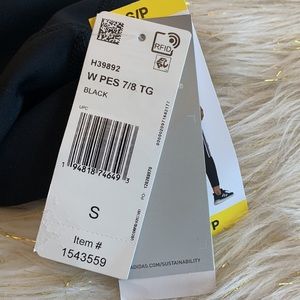 S/P
RFID
H39892
W PES 7/8 TG
BLACK
UPC
1 94818 74649 3
S
Item #
1543559
ADIDAS.COM/SUSTAINABILITY